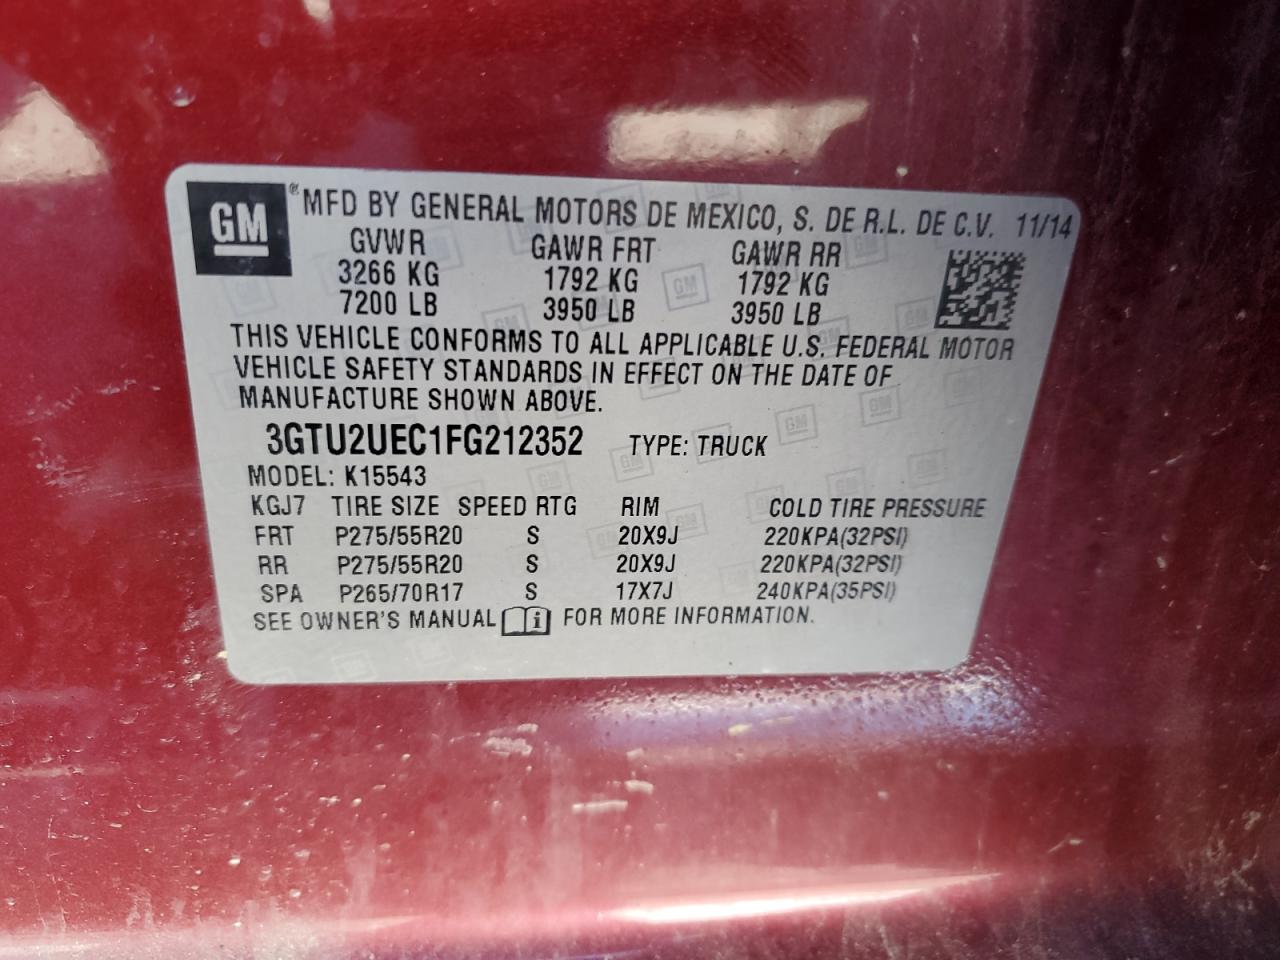 GM ® MFD BY GENERAL MOTORS DE MEXICO, S. DE R.L. DE C.V. 11/14
GVWR GAWR FRT GAWR RR
3266 KG 1792 KG 1792 KG
7200 LB 3950 LB 3950 LB
THIS VEHICLE CONFORMS TO ALL APPLICABLE U.S. FEDERAL MOTOR
VEHICLE SAFETY STANDARDS IN EFFECT ON THE DATE OF
MANUFACTURE SHOWN ABOVE.
3GTU2UEC1FG212352 TYPE: TRUCK
MODEL: K15543
KGJ7 TIRE SIZE SPEED RTG RIM COLD TIRE PRESSURE
FRT P275/55R20 S 20X9J 220KPA(32PSI)
RR P275/55R20 S 20X9J 220KPA(32PSI)
SPA P265/70R17 S 17X7J 240KPA(35PSI)
SEE OWNER'S MANUAL i FOR MORE INFORMATION.